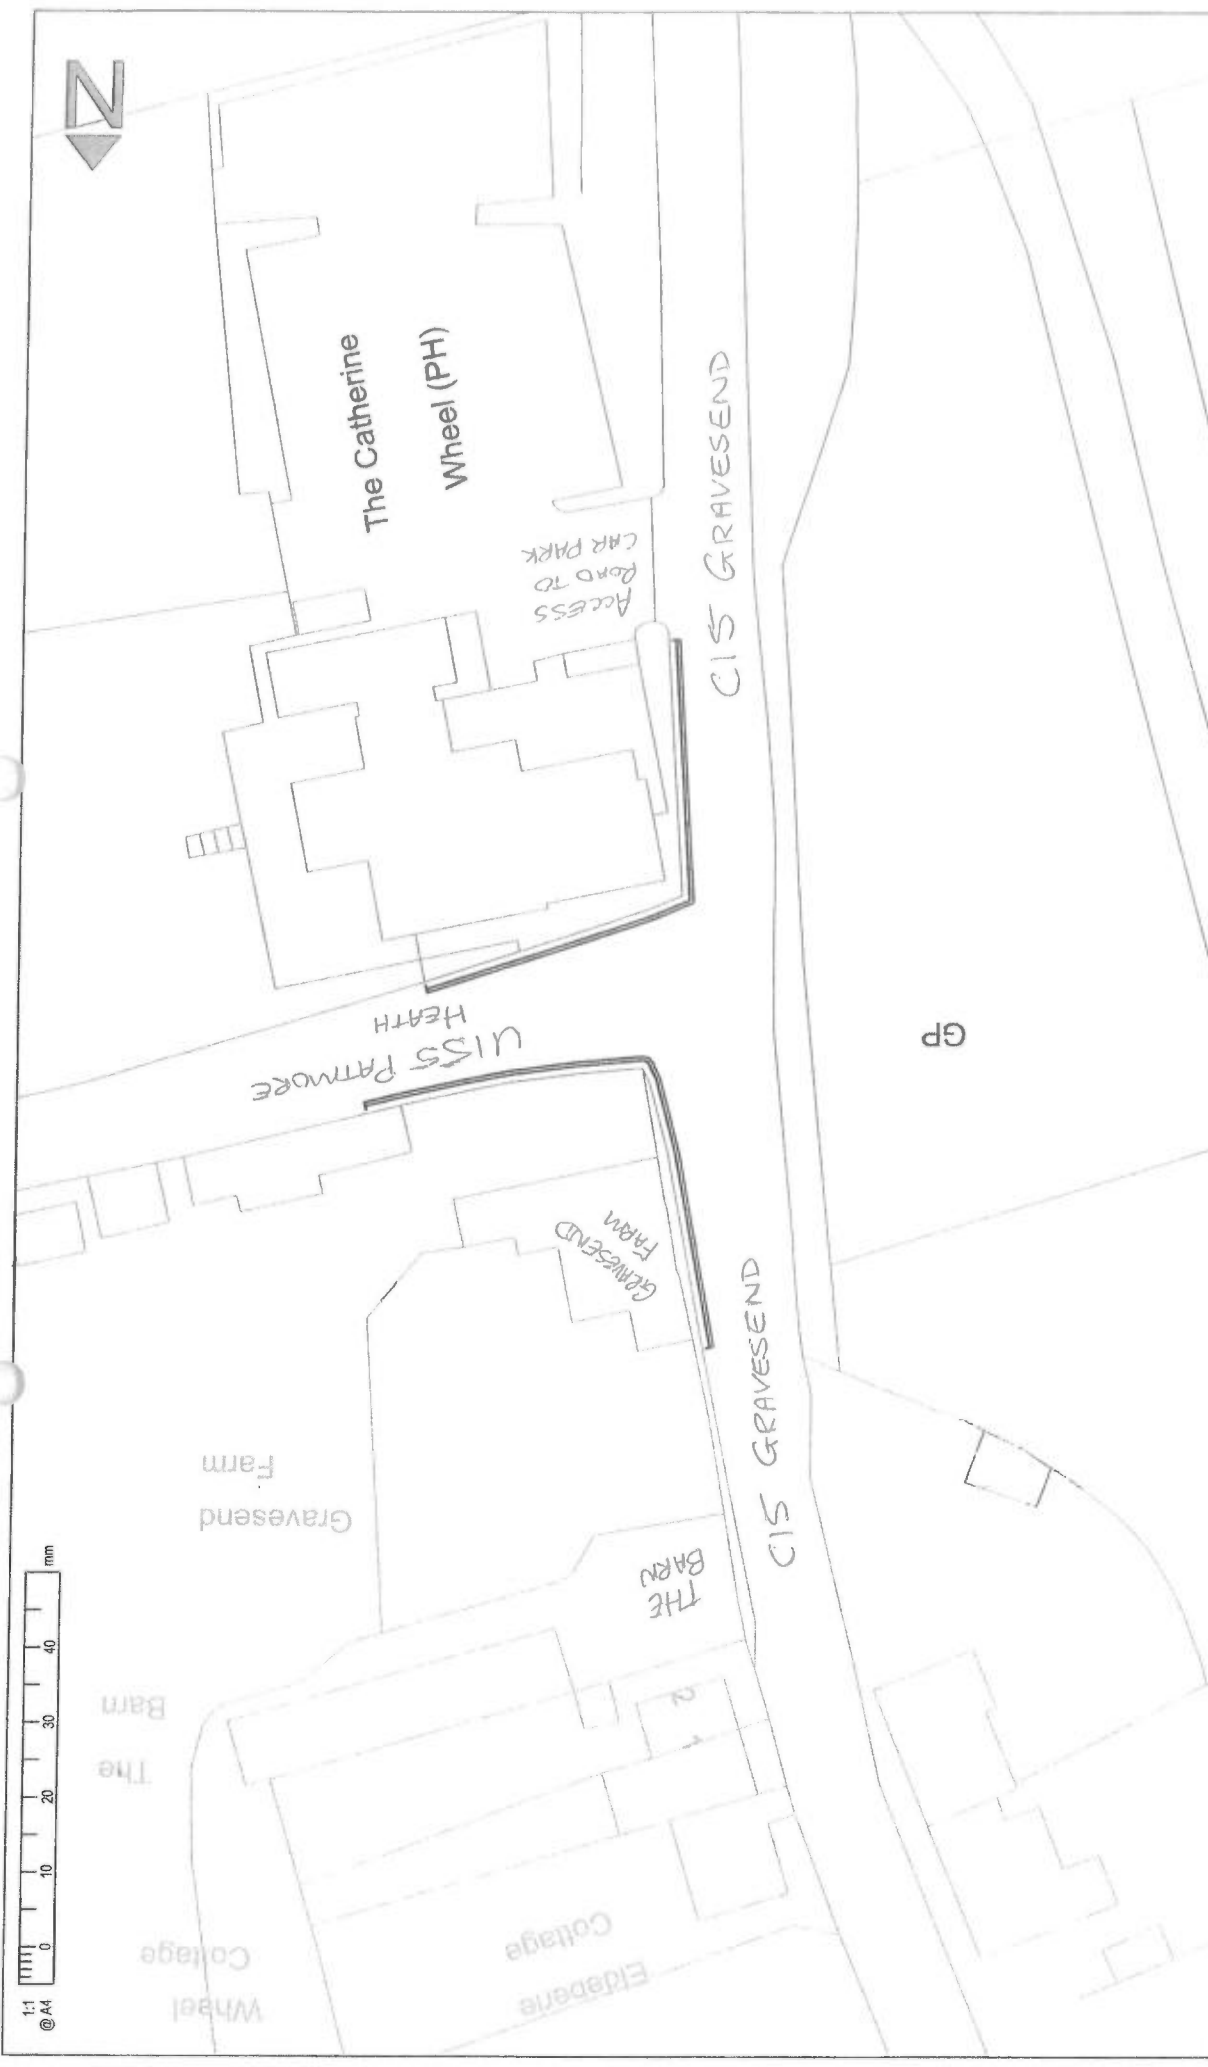 N
The Catherine
Wheel (PH)
ACCESS
ROAD TO
CAR PARK
C15 GRAVESEND
U155 PATMORE
HEATH
GP
GRAVESEND
FARM
C15 GRAVESEND
Gravesend
Farm
THE
BARN
The
Barn
1
2
Wheel
Cottage
Cottage
mm
40
30
20
10
0
1:1
@ A4